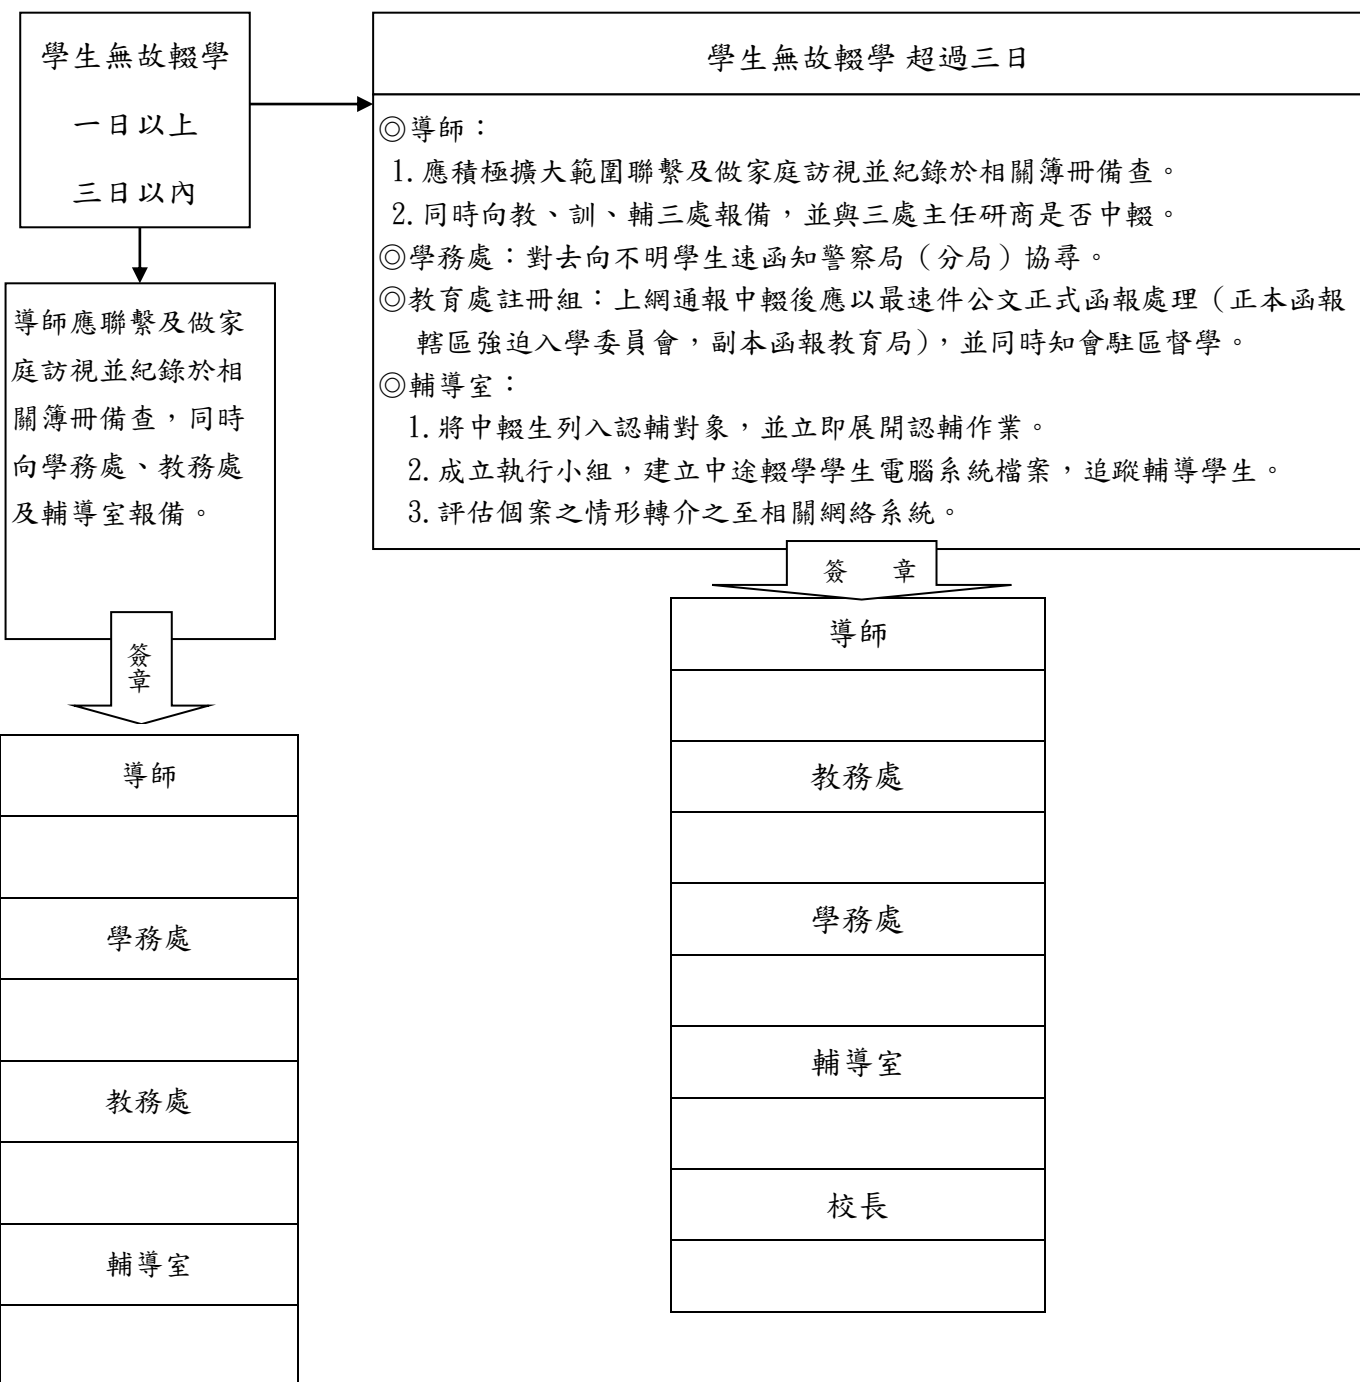 學生無故輟學
一日以上
三日以內
學生無故輟學 超過三日
◎導師：
1.應積極擴大範圍聯繫及做家庭訪視並紀錄於相關簿冊備查。
2.同時向教、訓、輔三處報備，並與三處主任研商是否中輟。
◎學務處：對去向不明學生速函知警察局（分局）協尋。
◎教育處註冊組：上網通報中輟後應以最速件公文正式函報處理（正本函報
轄區強迫入學委員會，副本函報教育局），並同時知會駐區督學。
◎輔導室：
1.將中輟生列入認輔對象，並立即展開認輔作業。
2.成立執行小組，建立中途輟學學生電腦系統檔案，追蹤輔導學生。
3.評估個案之情形轉介之至相關網絡系統。
導師應聯繫及做家
庭訪視並紀錄於相
關簿冊備查，同時
向學務處、教務處
及輔導室報備。
簽章
導師
學務處
教務處
輔導室
簽 章
導師
教務處
學務處
輔導室
校長